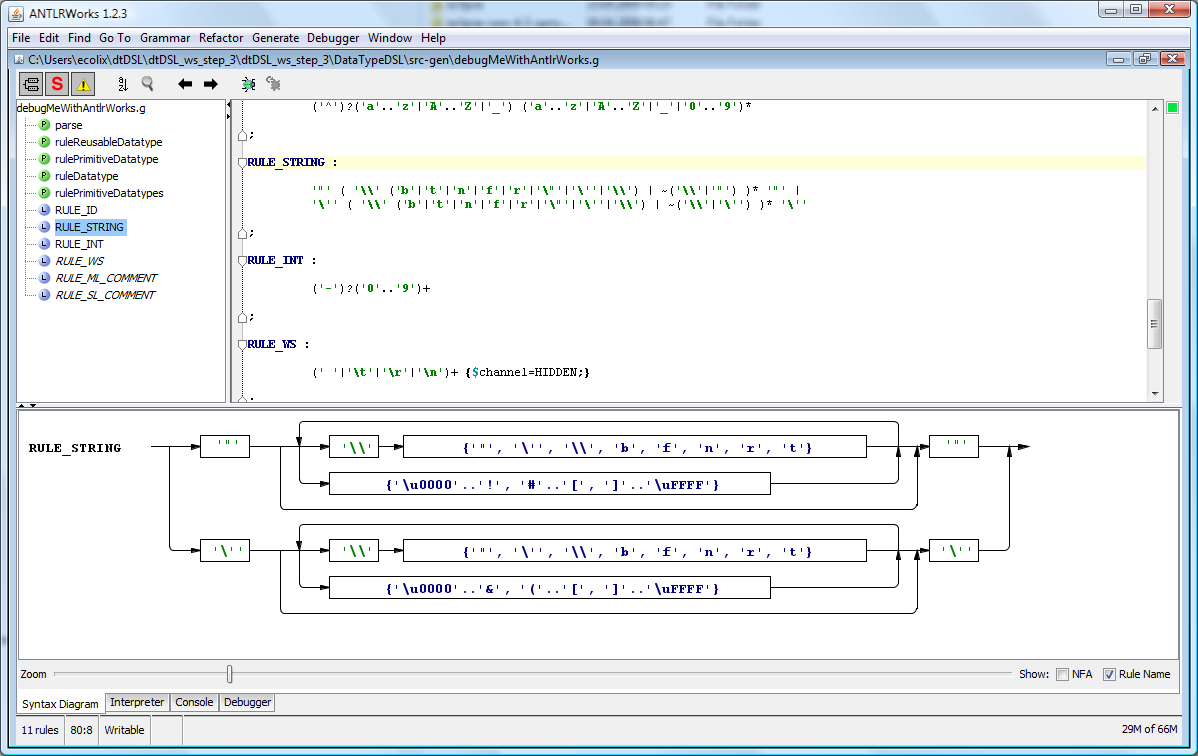 ANTLRWorks 1.2.3
File Edit Find Go To Grammar Refactor Generate Debugger Window Help
C:\Users\ecolix\dtDSL\dtDSL_ws_step_3\dtDSL_ws_step_3\DataTypeDSL\src-gen\debugMeWithAntlrWorks.g
S
debugMeWithAntlrWorks.g
P parse
P ruleReusableDatatype
P rulePrimitiveDatatype
P ruleDatatype
P rulePrimitiveDatatypes
L RULE_ID
L RULE_STRING
L RULE_INT
L RULE_WS
L RULE_ML_COMMENT
L RULE_SL_COMMENT
('^')?('a'..'z'|'A'..'Z'|'_') ('a'..'z'|'A'..'Z'|'_'|'0'..'9')*
;
RULE_STRING :
'"' ( '\\' ('b'|'t'|'n'|'f'|'r'|'\"'|'\''|'\\') | ~('\\'|'"') )* '"' |
'\'' ( '\\' ('b'|'t'|'n'|'f'|'r'|'\"'|'\''|'\\') | ~('\\'|'\'') )* '\''
;
RULE_INT :
('-')?('0'..'9')+
;
RULE_WS :
(' '|'\t'|'\r'|'\n')+ {$channel=HIDDEN;}
RULE_STRING '"' '\\' {'"', '\'', '\\', 'b', 'f', 'n', 'r', 't'} '"'
{'\u0000'..'!', '#'..'[', ']'..'\uFFFF'}
'\'' '\\' {'"', '\'', '\\', 'b', 'f', 'n', 'r', 't'} '\''
{'\u0000'..'&', '('..'[', ']'..'\uFFFF'}
Zoom Show: NFA Rule Name
Syntax Diagram Interpreter Console Debugger
11 rules 80:8 Writable 29M of 66M